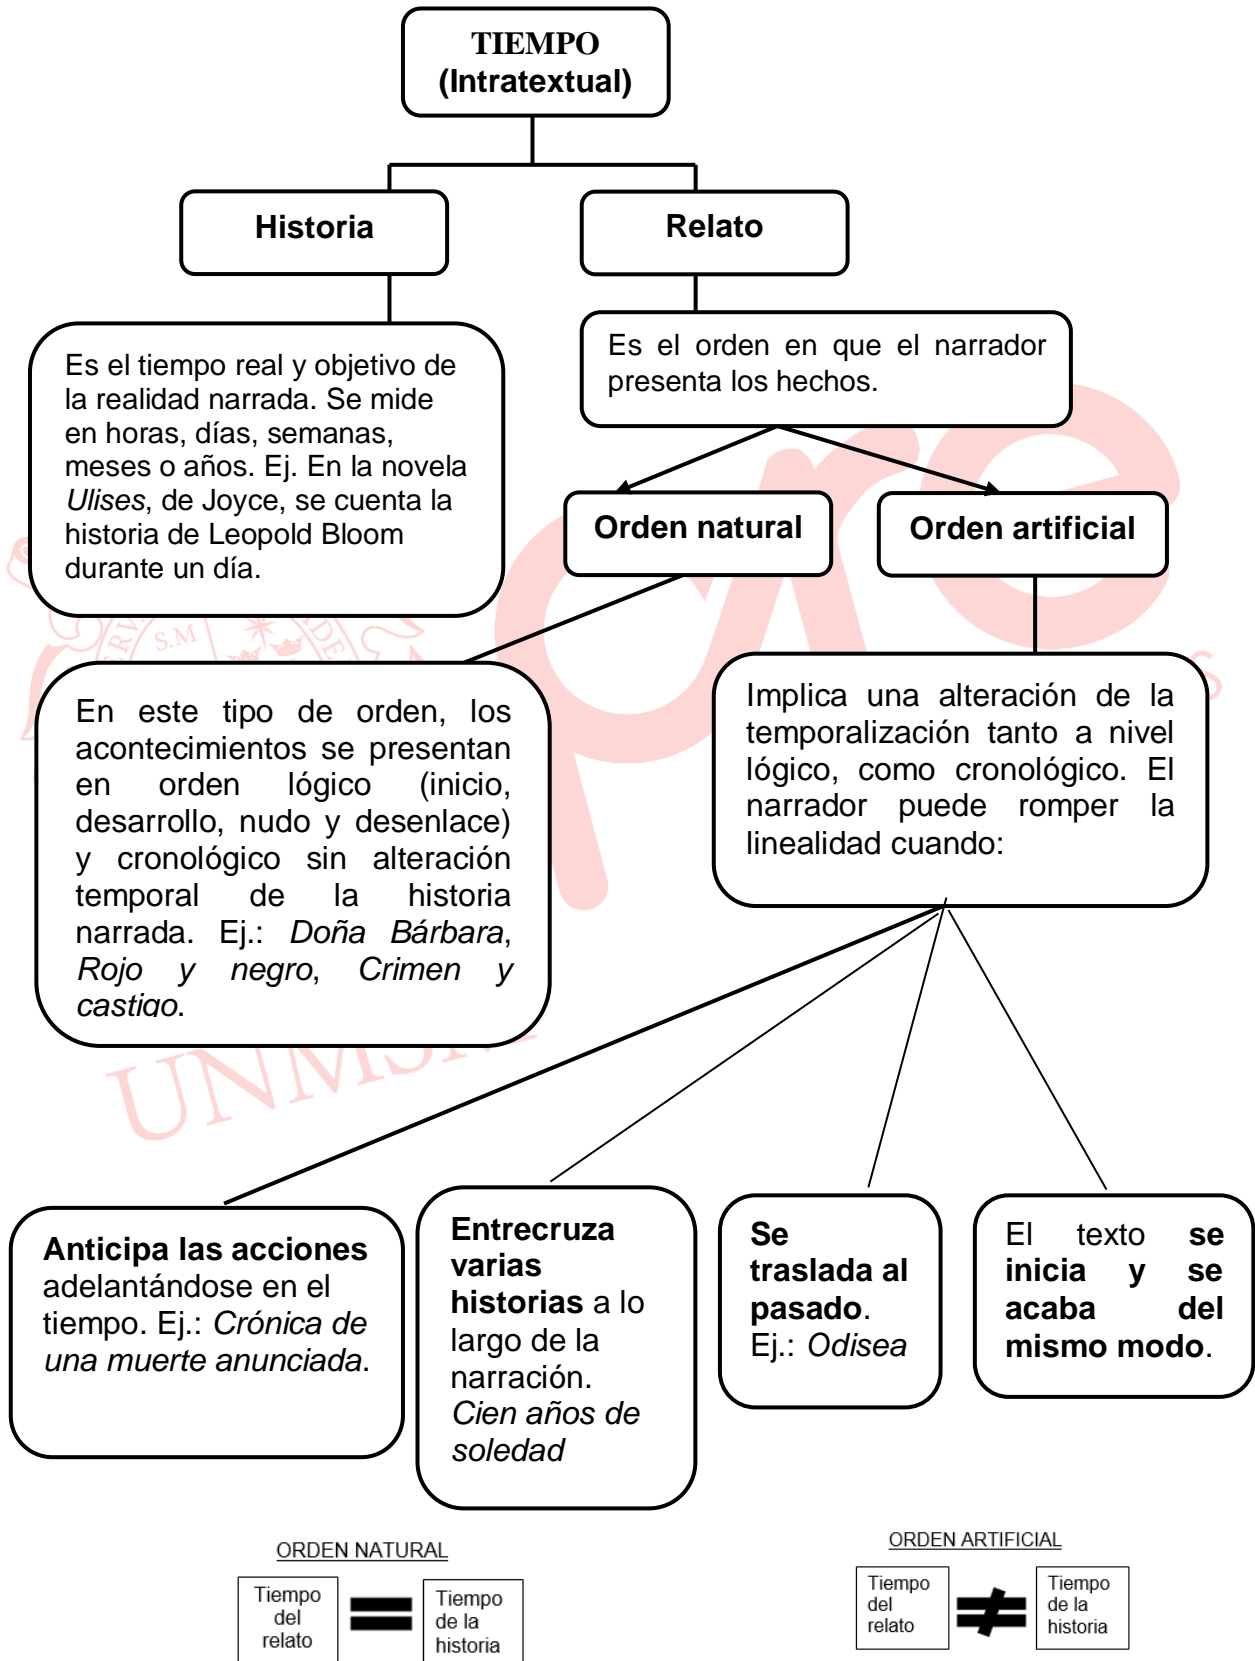 TIEMPO
(Intratextual)
Historia
Relato
Es el tiempo real y objetivo de
la realidad narrada. Se mide
en horas, días, semanas,
meses o años. Ej. En la novela
Ulises, de Joyce, se cuenta la
historia de Leopold Bloom
durante un día.
Es el orden en que el narrador
presenta los hechos.
Orden natural
Orden artificial
En este tipo de orden, los
acontecimientos se presentan
en orden lógico (inicio,
desarrollo, nudo y desenlace)
y cronológico sin alteración
temporal de la historia
narrada. Ej.: Doña Bárbara,
Rojo y negro, Crimen y
castigo.
Implica una alteración de la
temporalización tanto a nivel
lógico, como cronológico. El
narrador puede romper la
linealidad cuando:
Anticipa las acciones
adelantándose en el
tiempo. Ej.: Crónica de
una muerte anunciada.
Entrecruza
varias
historias a lo
largo de la
narración.
Cien años de
soledad
Se
traslada al
pasado.
Ej.: Odisea
El texto se
inicia y se
acaba del
mismo modo.
ORDEN NATURAL
Tiempo
del
relato
Tiempo
de la
historia
ORDEN ARTIFICIAL
Tiempo
del
relato
Tiempo
de la
historia
S.M
pre
UNMSM